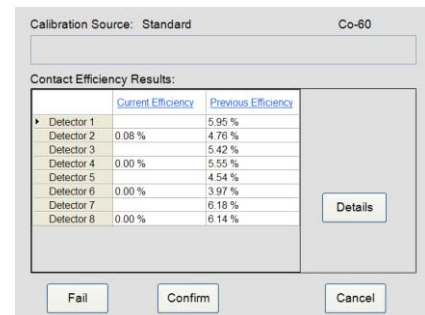 Calibration Source: Standard Co-60
Contact Efficiency Results:
Current Efficiency Previous Efficiency
Detector 1 5.95 %
Detector 2 0.08 % 4.76 %
Detector 3 5.42 %
Detector 4 0.00 % 5.55 %
Detector 5 4.54 %
Detector 6 0.00 % 3.97 %
Detector 7 6.18 %
Detector 8 0.00 % 6.14 %
Details
Fail Confirm Cancel